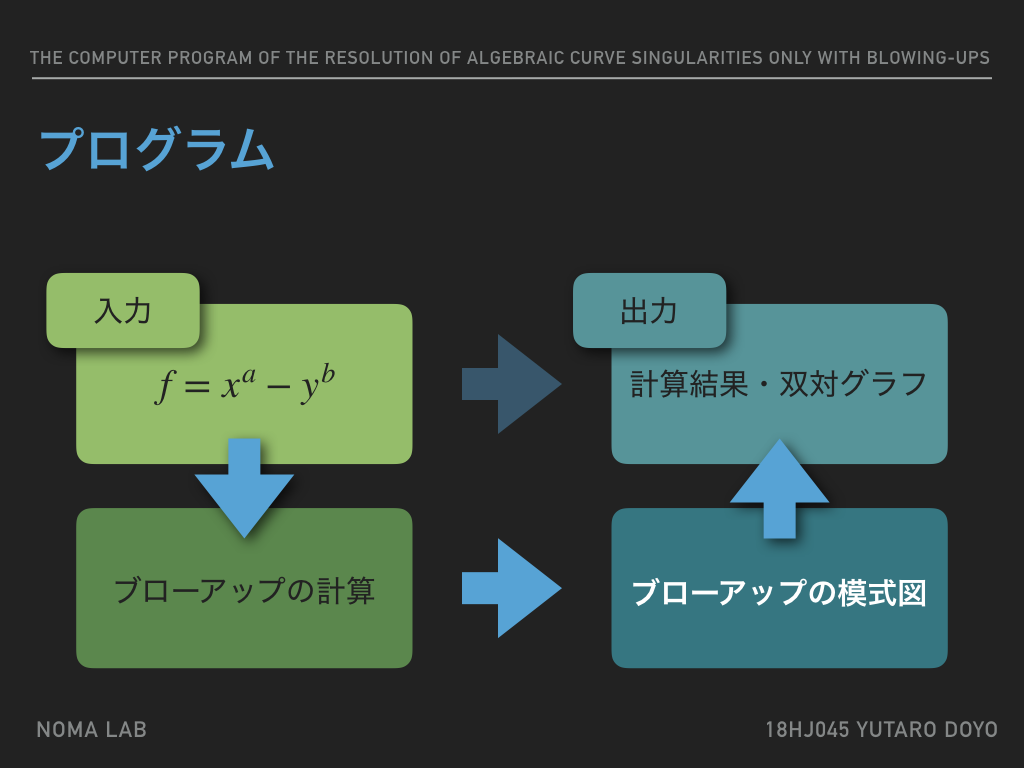 THE COMPUTER PROGRAM OF THE RESOLUTION OF ALGEBRAIC CURVE SINGULARITIES ONLY WITH BLOWING-UPS
プログラム
入力
f = x^a − y^b
出力
計算結果・双対グラフ
ブローアップの計算
ブローアップの模式図
NOMA LAB
18HJ045 YUTARO DOYO